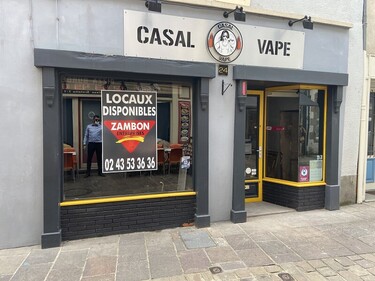 CASAL
CASAL
VAPE
VAPE
24
LOCAUX
DISPONIBLES
ZAMBON
02 43 53 36 36